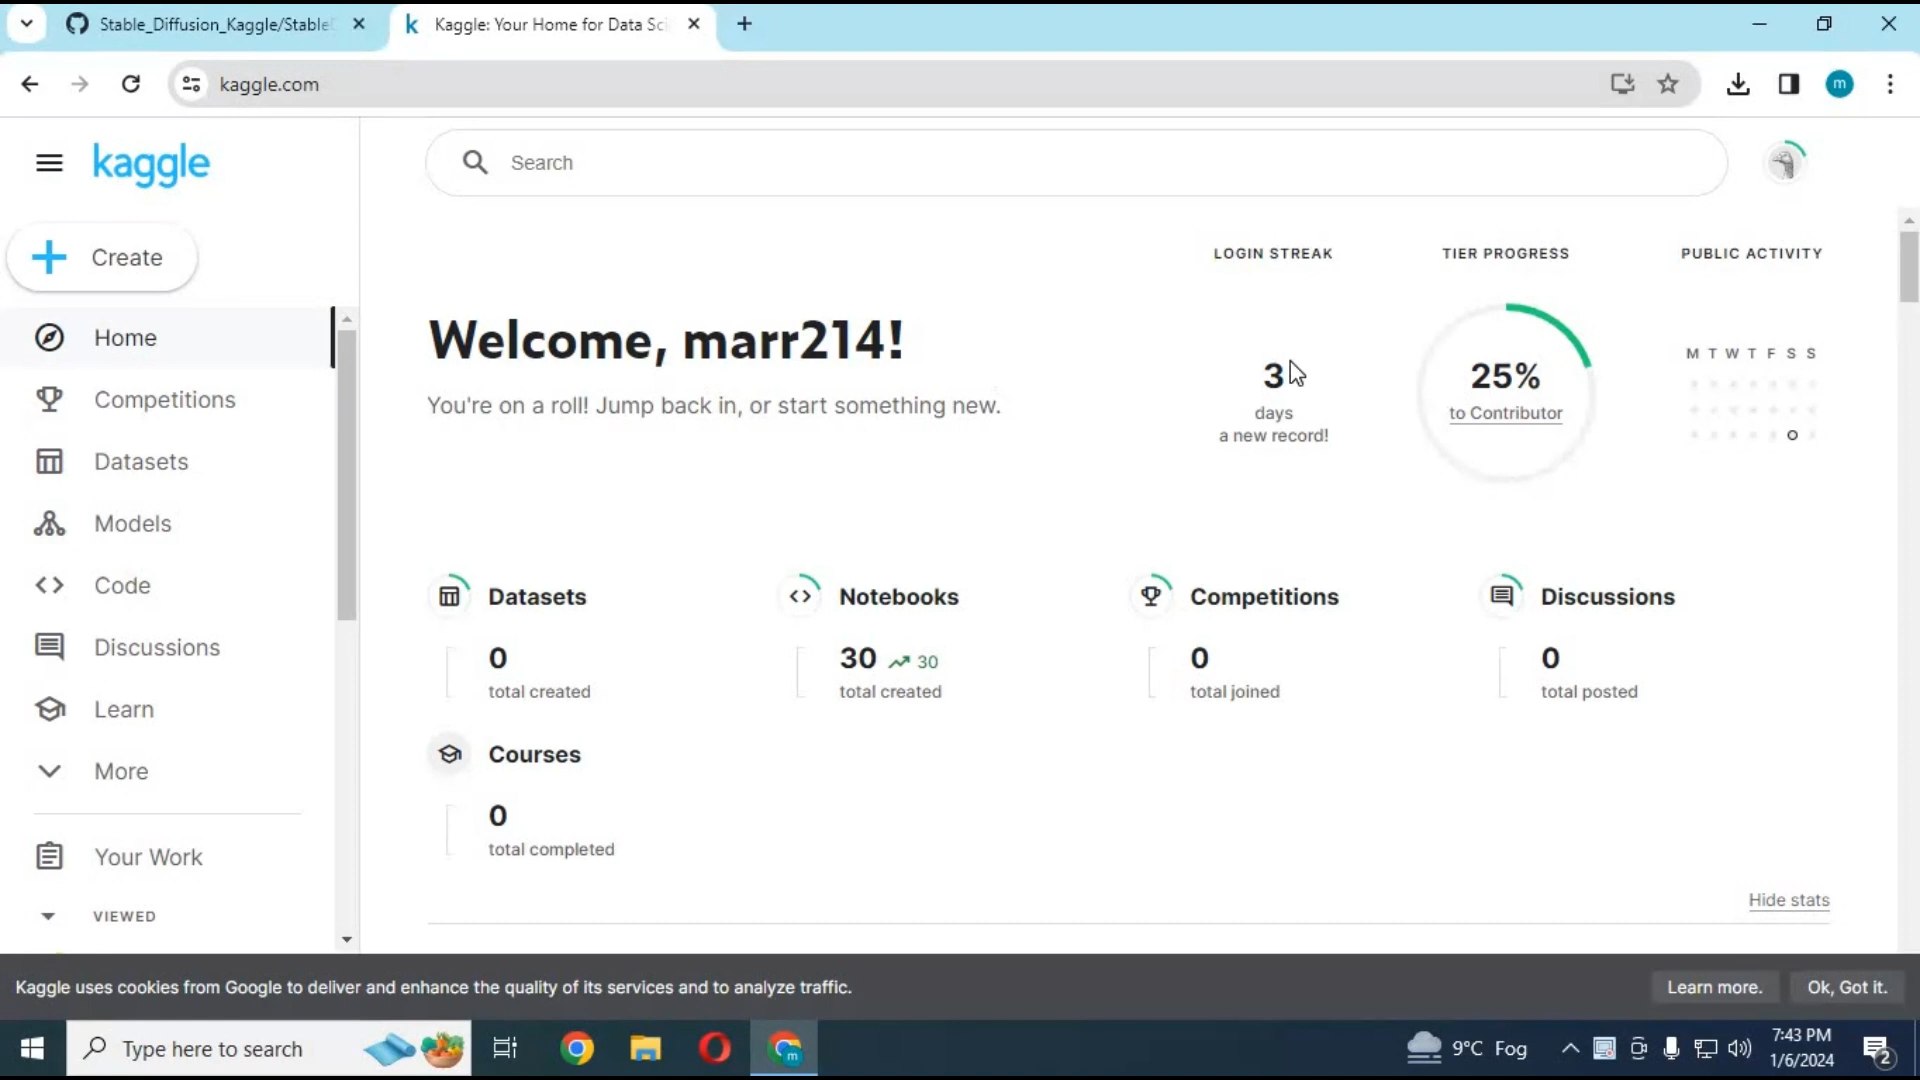 Stable_Diffusion_Kaggle/Stable
Kaggle: Your Home for Data Sci
kaggle.com
m
kaggle
Search
Create
Home
Competitions
Datasets
Models
Code
Discussions
Learn
More
Your Work
VIEWED
LOGIN STREAK
TIER PROGRESS
PUBLIC ACTIVITY
Welcome, marr214!
You're on a roll! Jump back in, or start something new.
3
days
a new record!
25%
to Contributor
M T W T F S S
Datasets
0
total created
Notebooks
30 30
total created
Competitions
0
total joined
Discussions
0
total posted
Courses
0
total completed
Hide stats
Kaggle uses cookies from Google to deliver and enhance the quality of its services and to analyze traffic.
Learn more.
Ok, Got it.
Type here to search
m
9°C Fog
7:43 PM
1/6/2024
2